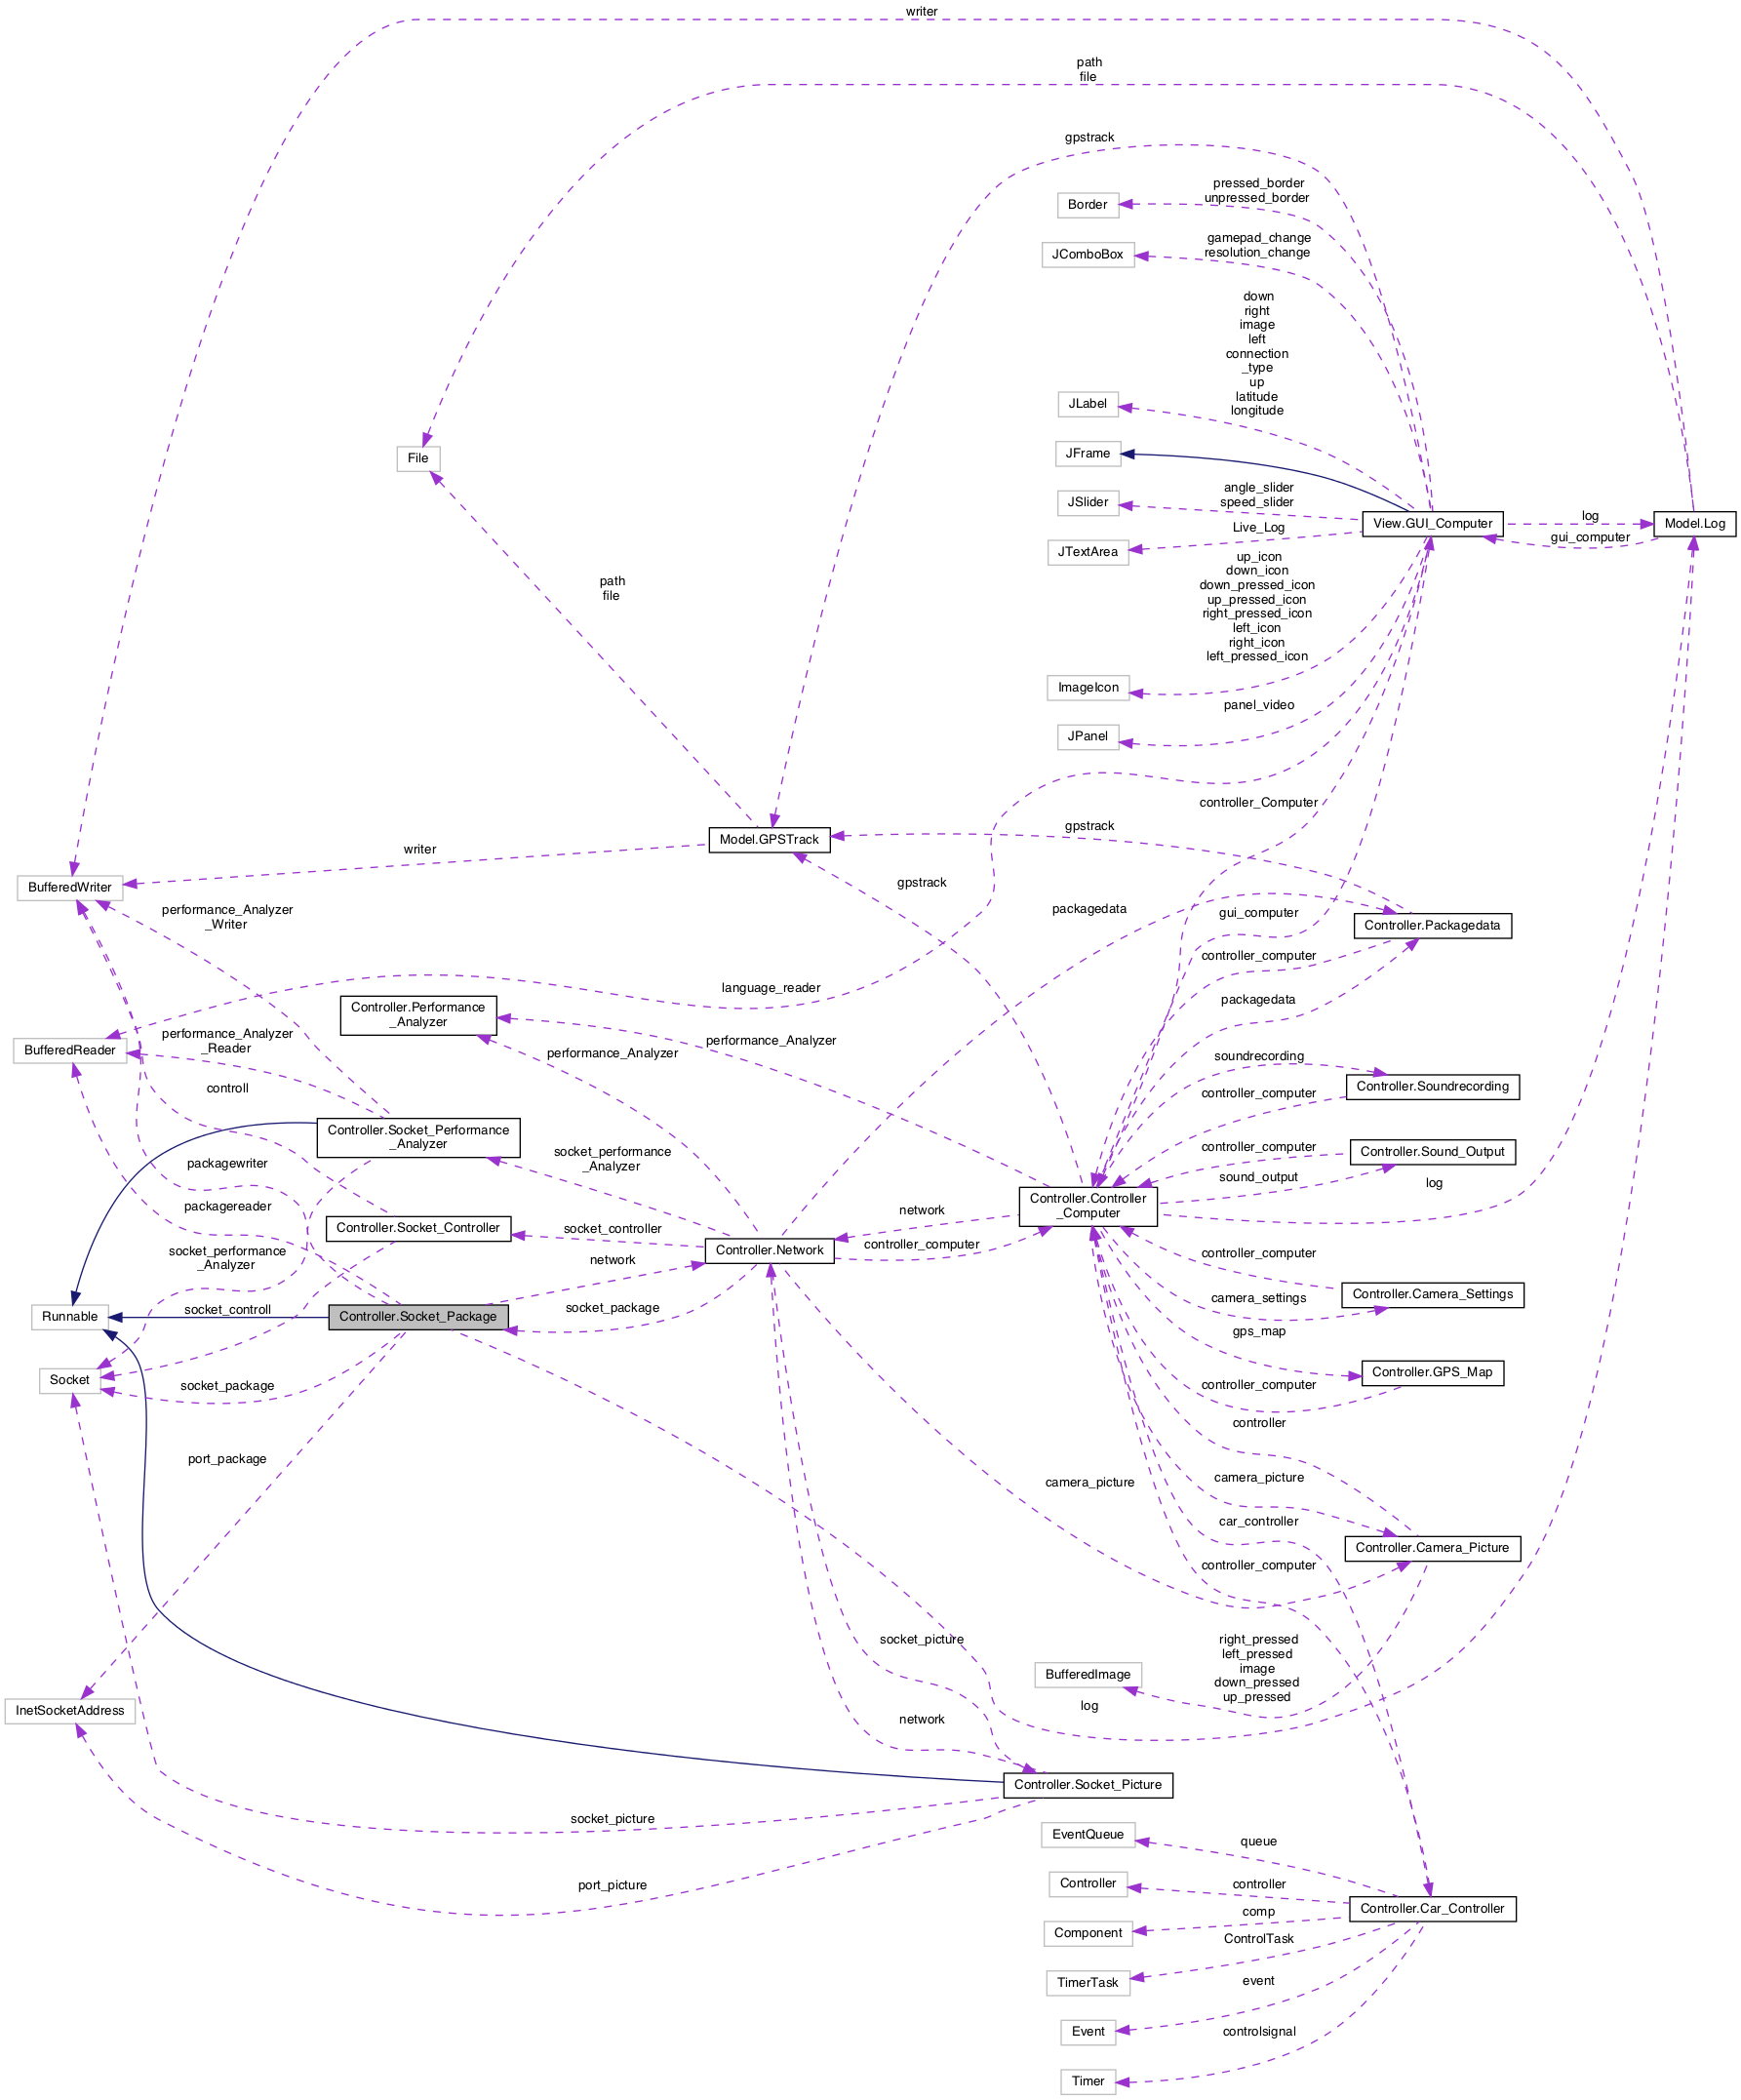 writer
path
file
gpstrack
pressed_border
unpressed_border
Border
gamepad_change
resolution_change
JComboBox
down
right
image
left
connection
_type
up
latitude
longitude
JLabel
JFrame
File
angle_slider
speed_slider
JSlider
View.GUI_Computer
log
Model.Log
gui_computer
Live_Log
JTextArea
up_icon
down_icon
down_pressed_icon
up_pressed_icon
right_pressed_icon
left_icon
right_icon
left_pressed_icon
path
file
ImageIcon
panel_video
JPanel
controller_Computer
gpstrack
Model.GPSTrack
writer
BufferedWriter
gpstrack
performance_Analyzer
_Writer
packagedata
gui_computer
Controller.Packagedata
controller_computer
language_reader
packagedata
Controller.Performance
_Analyzer
performance_Analyzer
_Reader
BufferedReader
performance_Analyzer
performance_Analyzer
soundrecording
controll
controller_computer
Controller.Soundrecording
Controller.Socket_Performance
_Analyzer
socket_performance
_Analyzer
controller_computer
Controller.Sound_Output
packagewriter
sound_output
log
packagereader
Controller.Controller
_Computer
network
Controller.Socket_Controller
socket_controller
Controller.Network
controller_computer
socket_performance
_Analyzer
network
controller_computer
Controller.Camera_Settings
camera_settings
Runnable
socket_controll
Controller.Socket_Package
socket_package
gps_map
Controller.GPS_Map
Socket
socket_package
controller_computer
controller
port_package
camera_picture
camera_picture
car_controller
Controller.Camera_Picture
controller_computer
socket_picture
right_pressed
left_pressed
image
down_pressed
up_pressed
BufferedImage
InetSocketAddress
log
network
Controller.Socket_Picture
socket_picture
EventQueue
queue
port_picture
Controller
controller
Controller.Car_Controller
comp
Component
ControlTask
TimerTask
event
Event
controlsignal
Timer